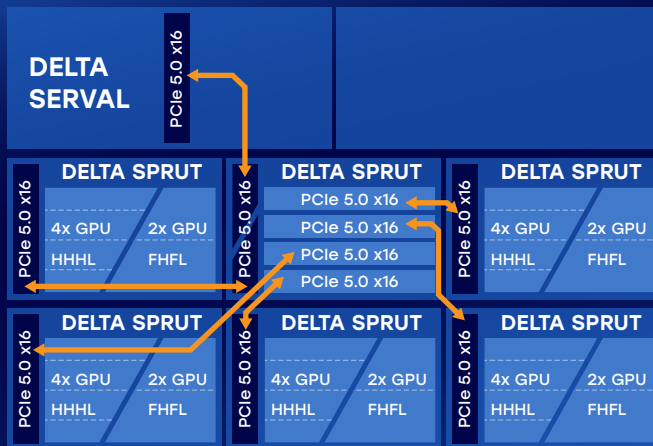 DELTA
SERVAL
PCIe 5.0 x16
PCIe 5.0 x16
DELTA SPRUT
4x GPU
2x GPU
HHHL
FHFL
PCIe 5.0 x16
DELTA SPRUT
PCIe 5.0 x16
PCIe 5.0 x16
PCIe 5.0 x16
PCIe 5.0 x16
PCIe 5.0 x16
DELTA SPRUT
4x GPU
2x GPU
HHHL
FHFL
PCIe 5.0 x16
DELTA SPRUT
4x GPU
2x GPU
HHHL
FHFL
PCIe 5.0 x16
DELTA SPRUT
4x GPU
2x GPU
HHHL
FHFL
PCIe 5.0 x16
DELTA SPRUT
4x GPU
2x GPU
HHHL
FHFL